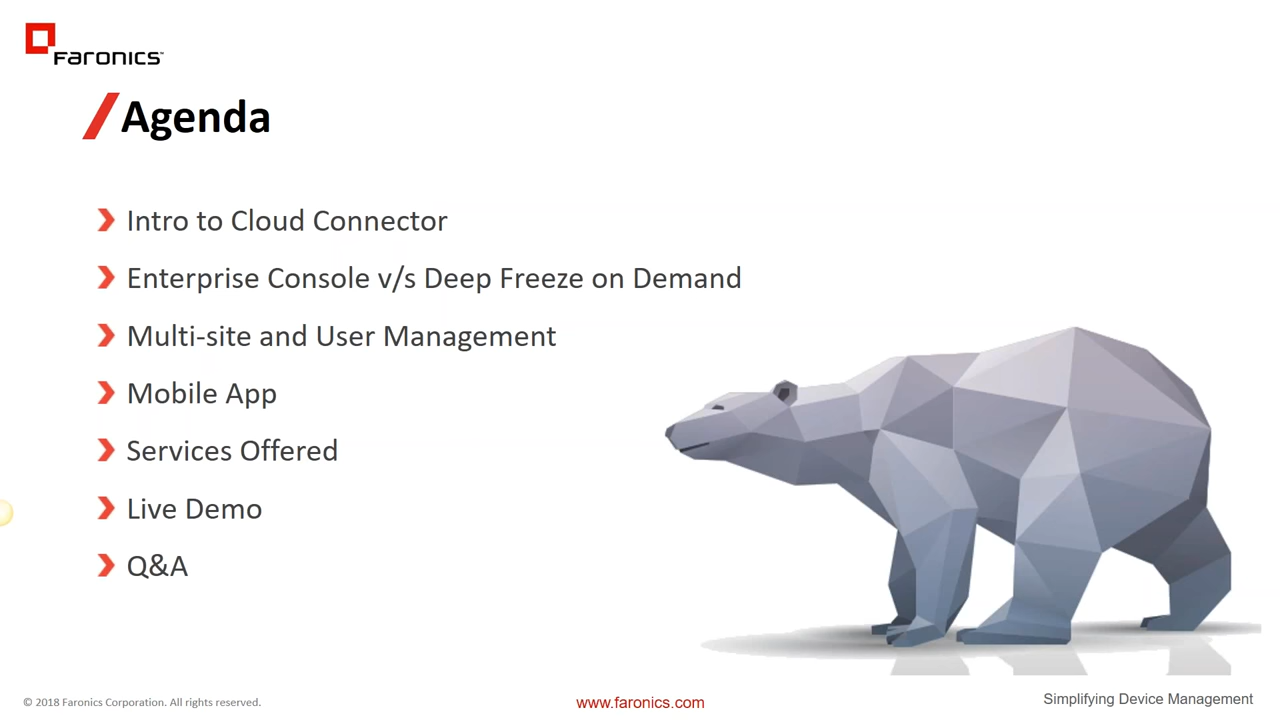 Faronics™
Agenda
Intro to Cloud Connector
Enterprise Console v/s Deep Freeze on Demand
Multi-site and User Management
Mobile App
Services Offered
Live Demo
Q&A
© 2018 Faronics Corporation. All rights reserved.
www.faronics.com
Simplifying Device Management